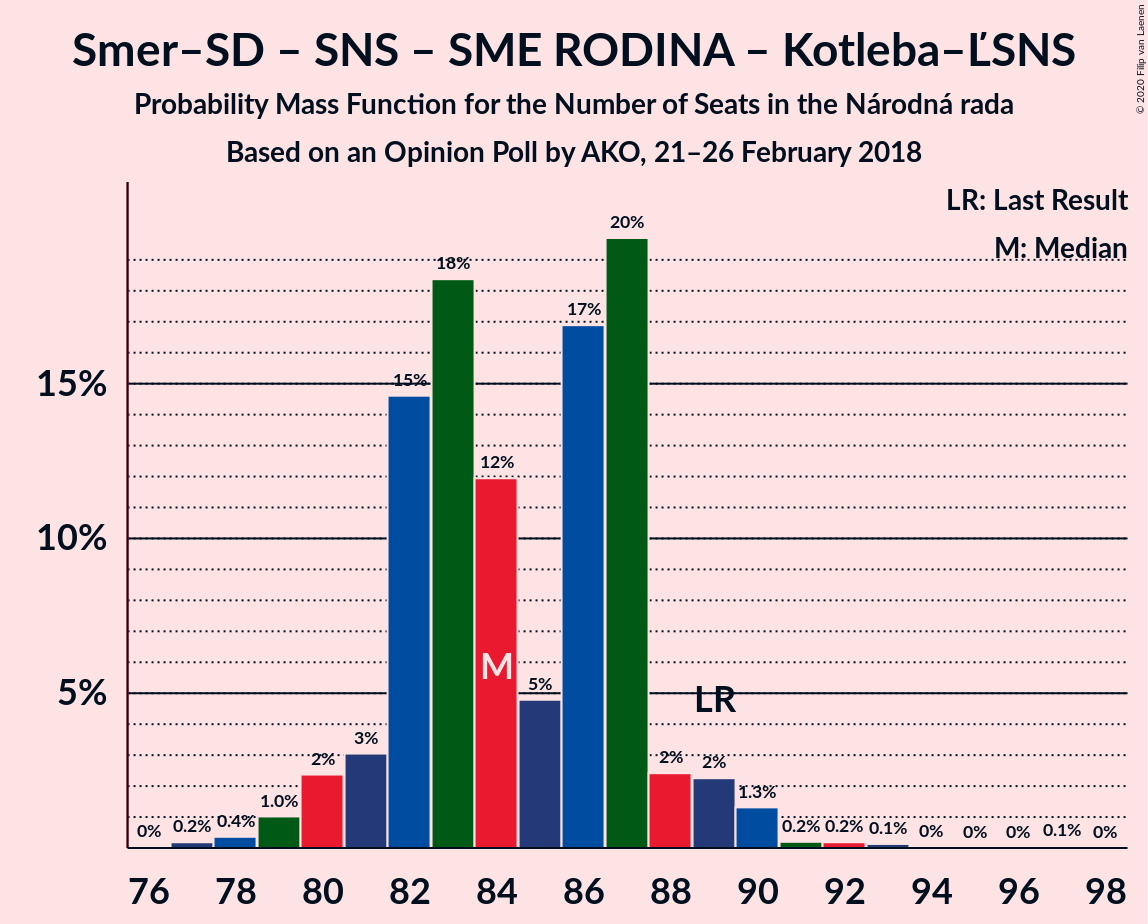 Smer–SD – SNS – SME RODINA – Kotleba–ĽSNS
Probability Mass Function for the Number of Seats in the Národná rada
Based on an Opinion Poll by AKO, 21–26 February 2018
© 2020 Filip van Laenen
LR: Last Result
M: Median
15%
10%
5%
0%
0.2%
0.4%
1.0%
2%
3%
15%
18%
12%
5%
17%
20%
2%
2%
1.3%
0.2%
0.2%
0.1%
0%
0%
0%
0.1%
0%
M
LR
76 78 80 82 84 86 88 90 92 94 96 98